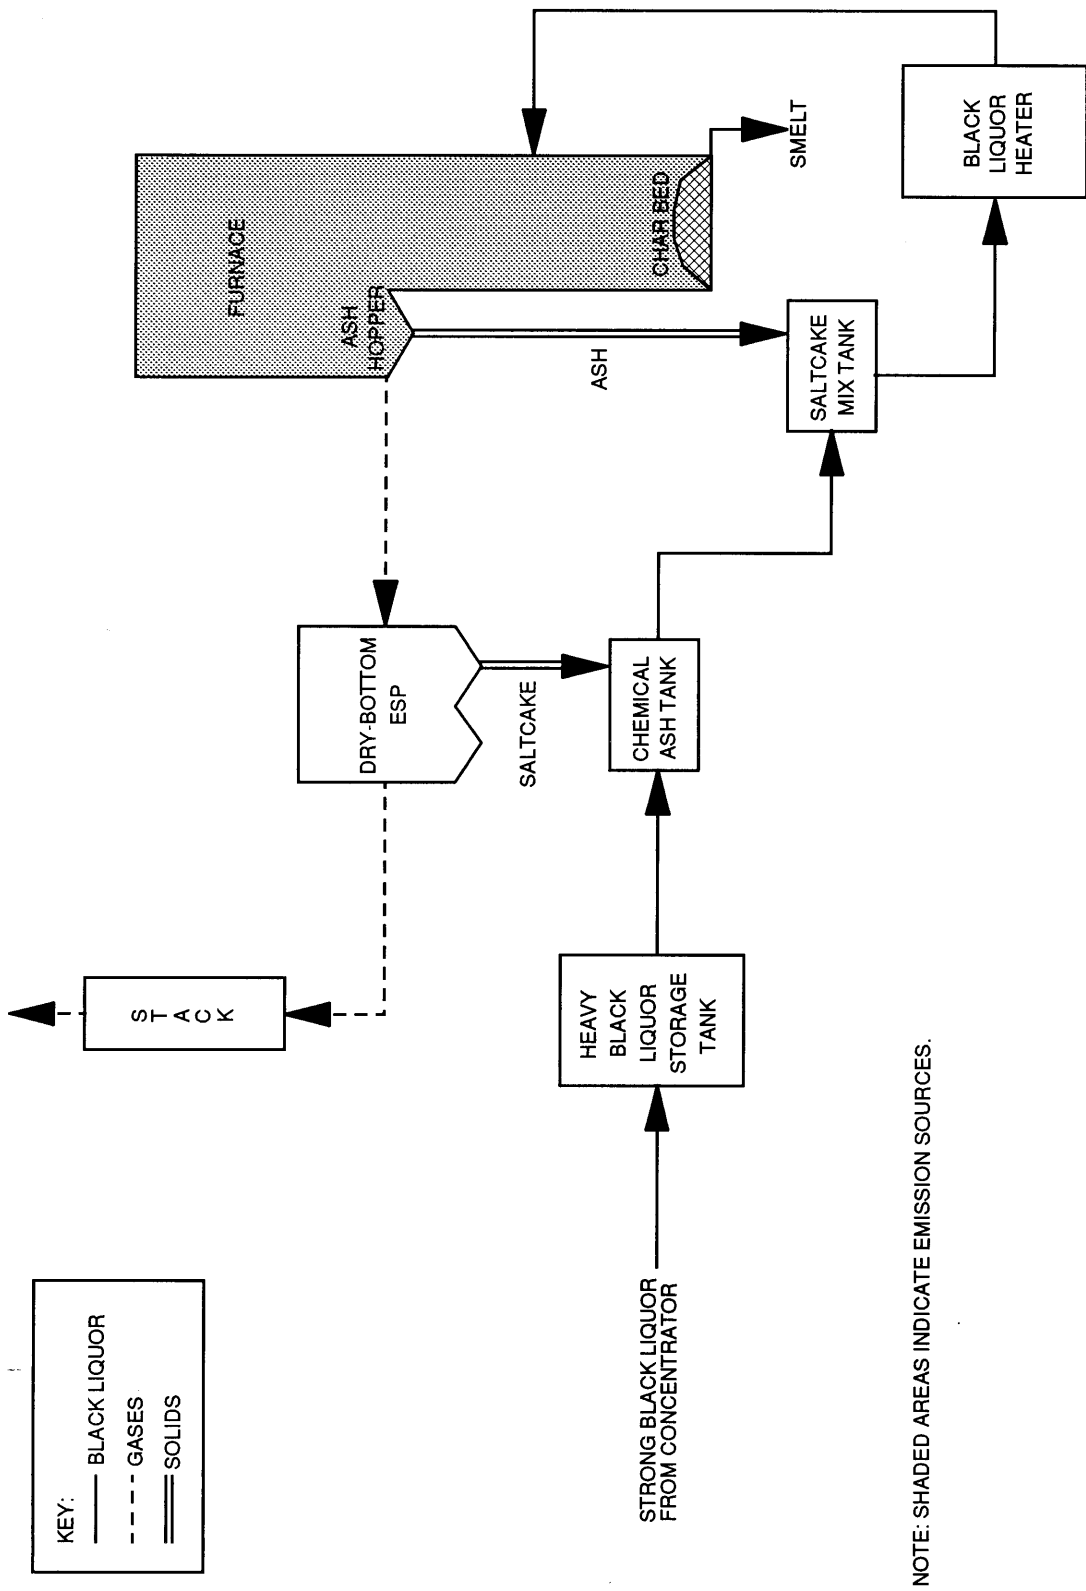 KEY:
BLACK LIQUOR
GASES
SOLIDS
STACK
DRY-BOTTOM
ESP
SALTCAKE
FURNACE
ASH
HOPPER
ASH
CHAR BED
SMELT
STRONG BLACK LIQUOR
FROM CONCENTRATOR
HEAVY
BLACK
LIQUOR
STORAGE
TANK
CHEMICAL
ASH TANK
SALTCAKE
MIX TANK
BLACK
LIQUOR
HEATER
NOTE: SHADED AREAS INDICATE EMISSION SOURCES.